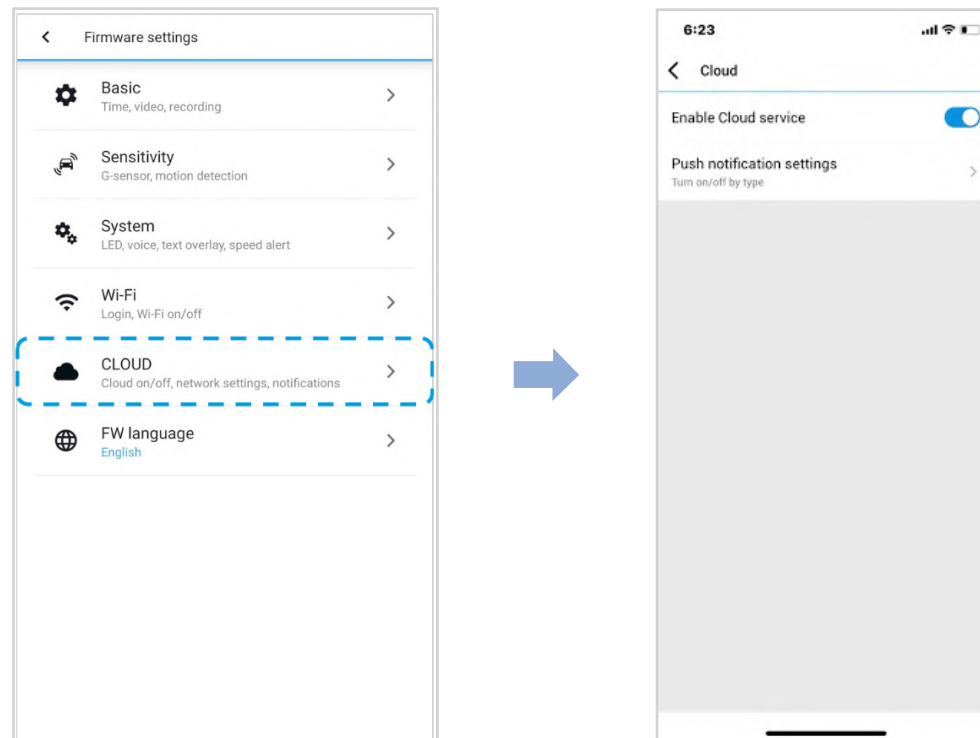 Firmware settings
Basic
Time, video, recording
Sensitivity
G-sensor, motion detection
System
LED, voice, text overlay, speed alert
Wi-Fi
Login, Wi-Fi on/off
CLOUD
Cloud on/off, network settings, notifications
FW language
English
6:23
Cloud
Enable Cloud service
Push notification settings
Turn on/off by type